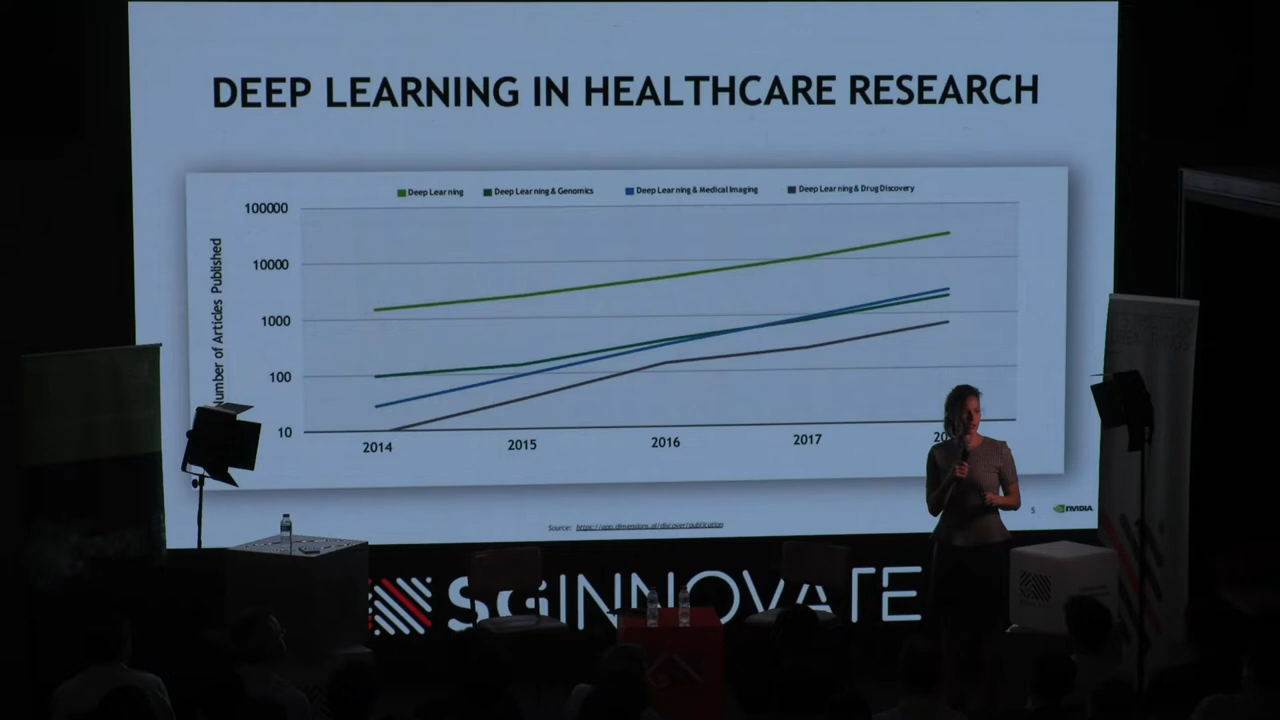 DEEP LEARNING IN HEALTHCARE RESEARCH
Deep Learning
Deep Learning & Genomics
Deep Learning & Medical Imaging
Deep Learning & Drug Discovery
Number of Articles Published
100000
10000
1000
100
10
2014
2015
2016
2017
20
Source: https://app.dimensions.ai/discover/publication
5
NVIDIA
SGINNOVATE